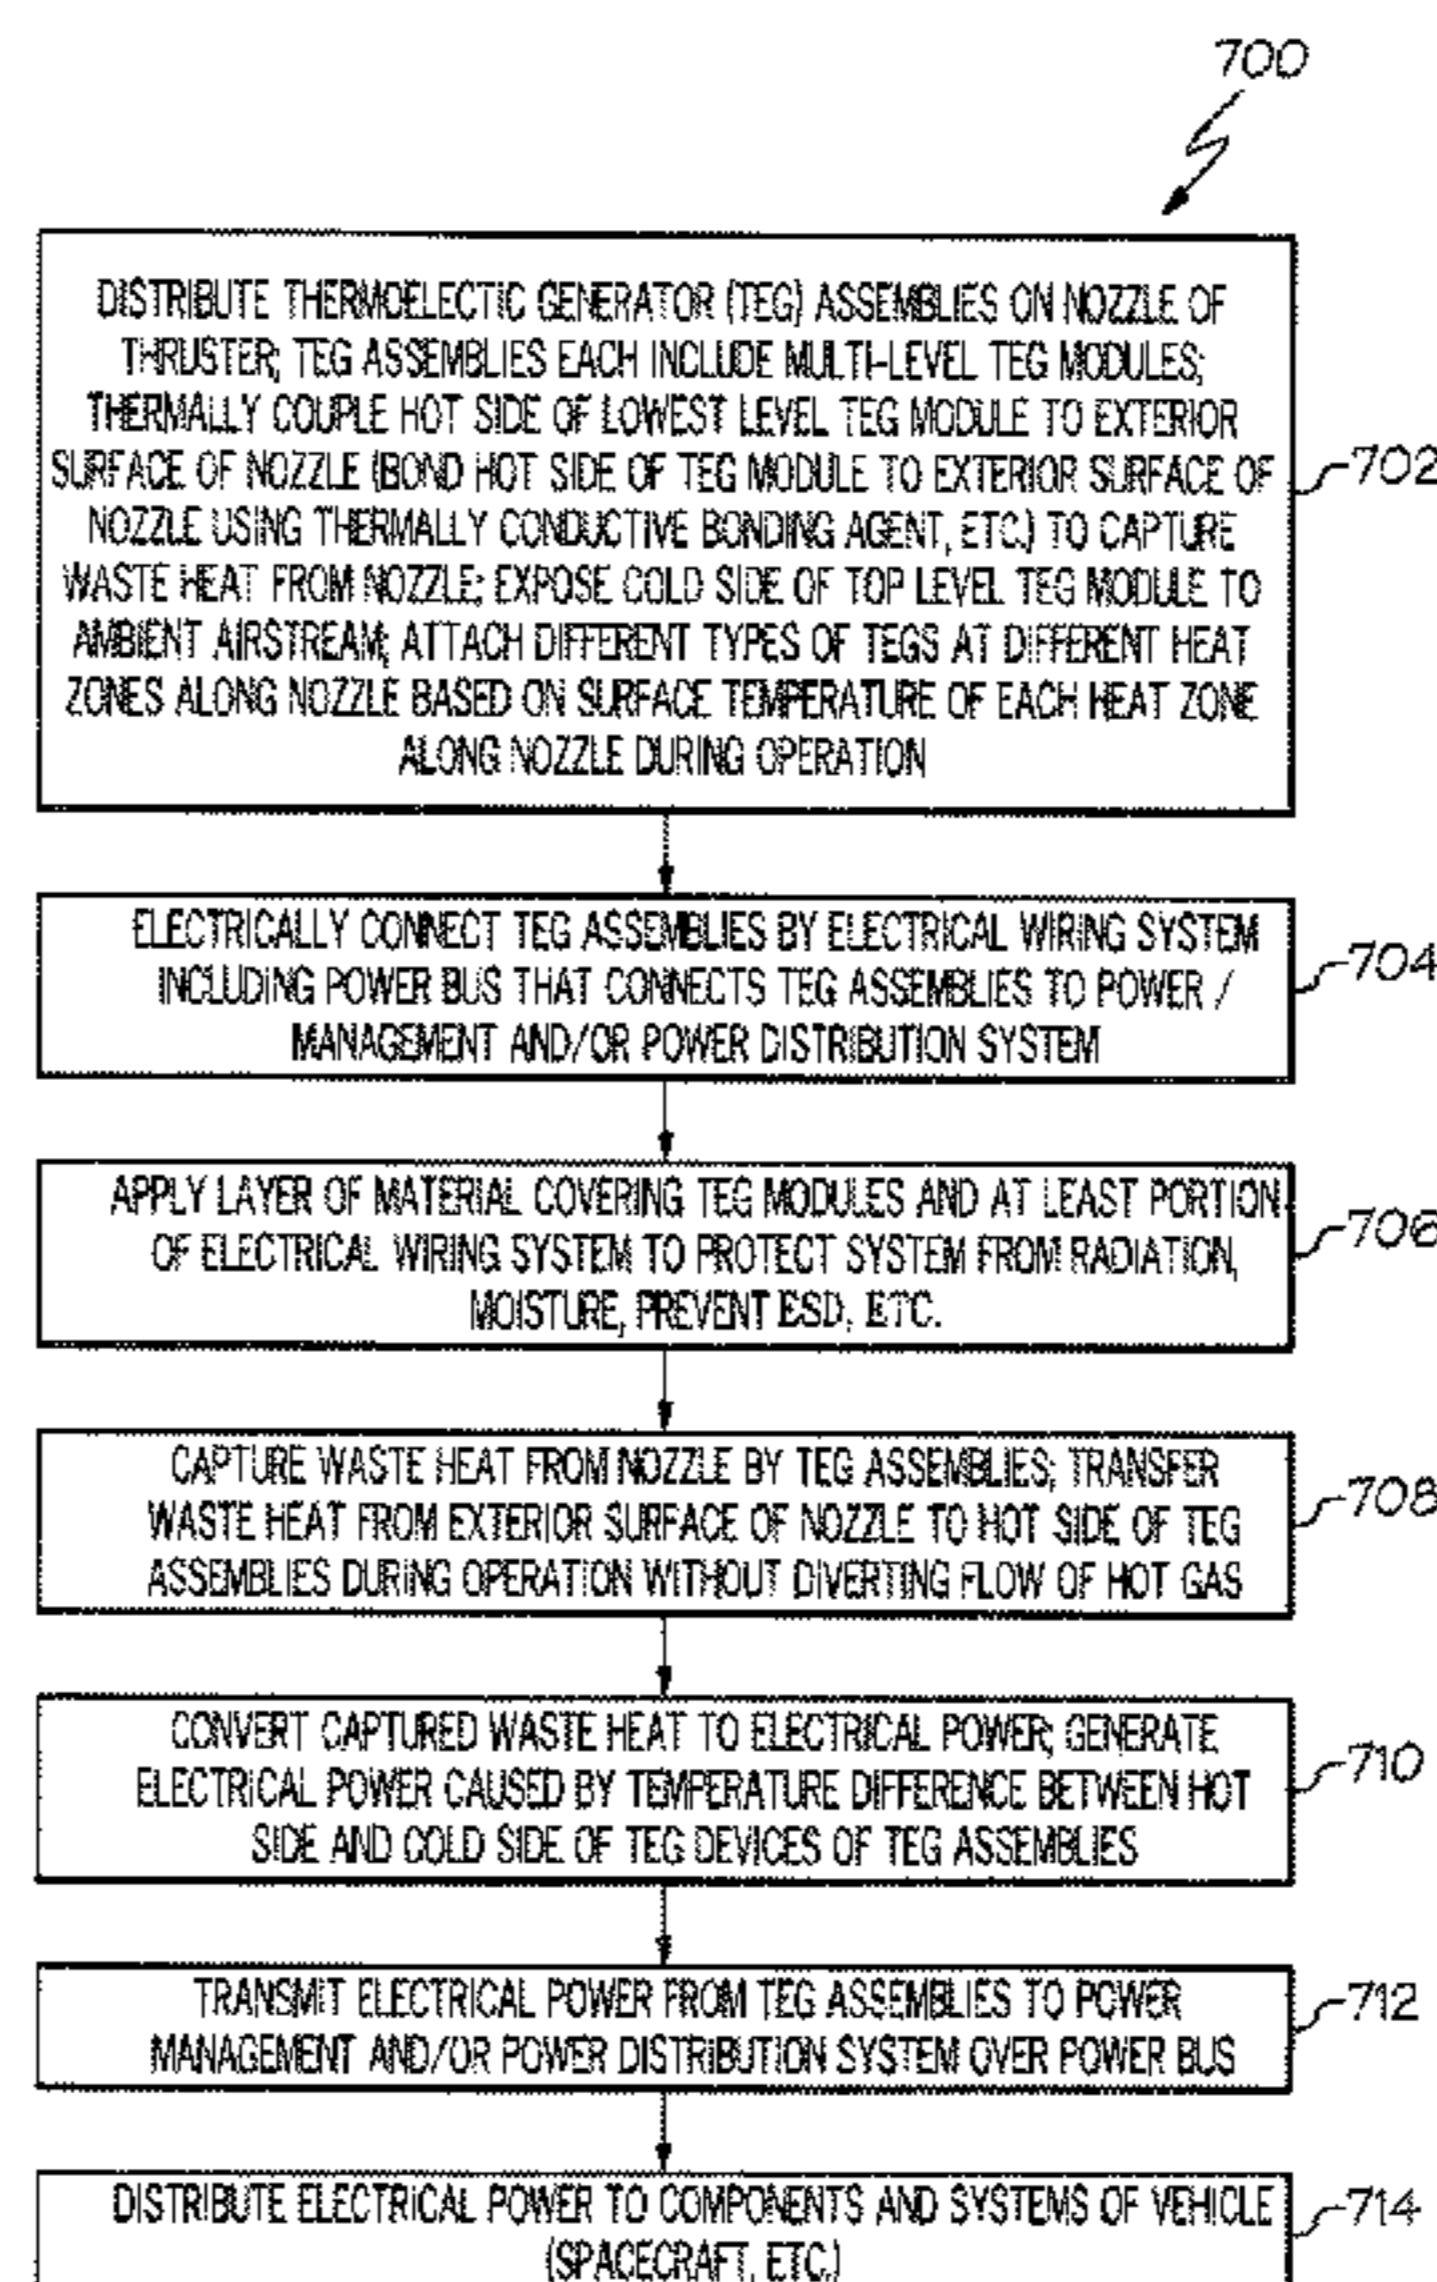 700
DISTRIBUTE THERMOELECTIC GENERATOR (TEG) ASSEMBLIES ON NOZZLE OF
THRUSTER; TEG ASSEMBLIES EACH INCLUDE MULTI-LEVEL TEG MODULES;
THERMALLY COUPLE HOT SIDE OF LOWEST LEVEL TEG MODULE TO EXTERIOR
SURFACE OF NOZZLE (BOND HOT SIDE OF TEG MODULE TO EXTERIOR SURFACE OF
NOZZLE USING THERMALLY CONDUCTIVE BONDING AGENT, ETC.) TO CAPTURE
WASTE HEAT FROM NOZZLE; EXPOSE COLD SIDE OF TOP LEVEL TEG MODULE TO
AMBIENT AIRSTREAM; ATTACH DIFFERENT TYPES OF TEGS AT DIFFERENT HEAT
ZONES ALONG NOZZLE BASED ON SURFACE TEMPERATURE OF EACH HEAT ZONE
ALONG NOZZLE DURING OPERATION
702
ELECTRICALLY CONNECT TEG ASSEMBLIES BY ELECTRICAL WIRING SYSTEM
INCLUDING POWER BUS THAT CONNECTS TEG ASSEMBLIES TO POWER /
MANAGEMENT AND/OR POWER DISTRIBUTION SYSTEM
704
APPLY LAYER OF MATERIAL COVERING TEG MODULES AND AT LEAST PORTION
OF ELECTRICAL WIRING SYSTEM TO PROTECT SYSTEM FROM RADIATION,
MOISTURE, PREVENT ESD, ETC.
706
CAPTURE WASTE HEAT FROM NOZZLE BY TEG ASSEMBLIES; TRANSFER
WASTE HEAT FROM EXTERIOR SURFACE OF NOZZLE TO HOT SIDE OF TEG
ASSEMBLIES DURING OPERATION WITHOUT DIVERTING FLOW OF HOT GAS
708
CONVERT CAPTURED WASTE HEAT TO ELECTRICAL POWER; GENERATE
ELECTRICAL POWER CAUSED BY TEMPERATURE DIFFERENCE BETWEEN HOT
SIDE AND COLD SIDE OF TEG DEVICES OF TEG ASSEMBLIES
710
TRANSMIT ELECTRICAL POWER FROM TEG ASSEMBLIES TO POWER
MANAGEMENT AND/OR POWER DISTRIBUTION SYSTEM OVER POWER BUS
712
DISTRIBUTE ELECTRICAL POWER TO COMPONENTS AND SYSTEMS OF VEHICLE
(SPACECRAFT, ETC.)
714